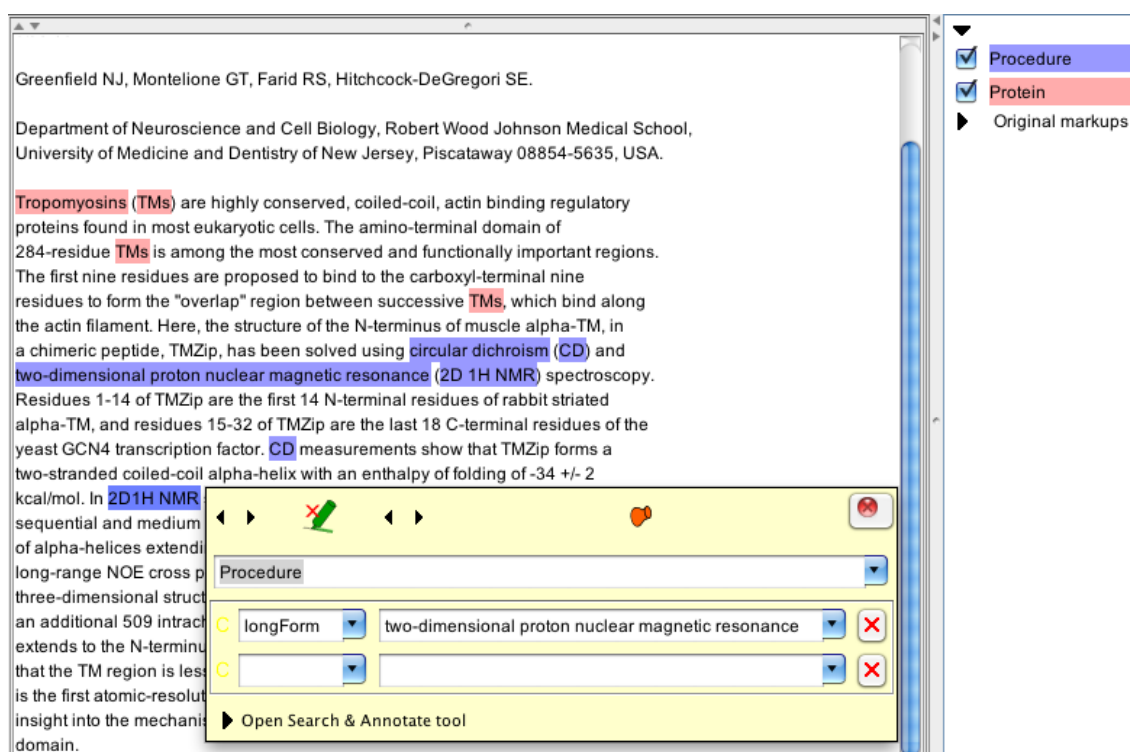 Greenfield NJ, Montelione GT, Farid RS, Hitchcock-DeGregori SE.
Department of Neuroscience and Cell Biology, Robert Wood Johnson Medical School,
University of Medicine and Dentistry of New Jersey, Piscataway 08854-5635, USA.
Tropomyosins (TMs) are highly conserved, coiled-coil, actin binding regulatory
proteins found in most eukaryotic cells. The amino-terminal domain of
284-residue TMs is among the most conserved and functionally important regions.
The first nine residues are proposed to bind to the carboxyl-terminal nine
residues to form the "overlap" region between successive TMs, which bind along
the actin filament. Here, the structure of the N-terminus of muscle alpha-TM, in
a chimeric peptide, TMZip, has been solved using circular dichroism (CD) and
two-dimensional proton nuclear magnetic resonance (2D 1H NMR) spectroscopy.
Residues 1-14 of TMZip are the first 14 N-terminal residues of rabbit striated
alpha-TM, and residues 15-32 of TMZip are the last 18 C-terminal residues of the
yeast GCN4 transcription factor. CD measurements show that TMZip forms a
two-stranded coiled-coil alpha-helix with an enthalpy of folding of -34 +/- 2
kcal/mol. In 2D1H NMR
sequential and medium
of alpha-helices extendi
long-range NOE cross p
three-dimensional struct
an additional 509 intrach
extends to the N-terminu
that the TM region is less
is the first atomic-resolut
insight into the mechanis
domain.
Procedure
C longForm two-dimensional proton nuclear magnetic resonance
C
Open Search & Annotate tool
Procedure
Protein
Original markups